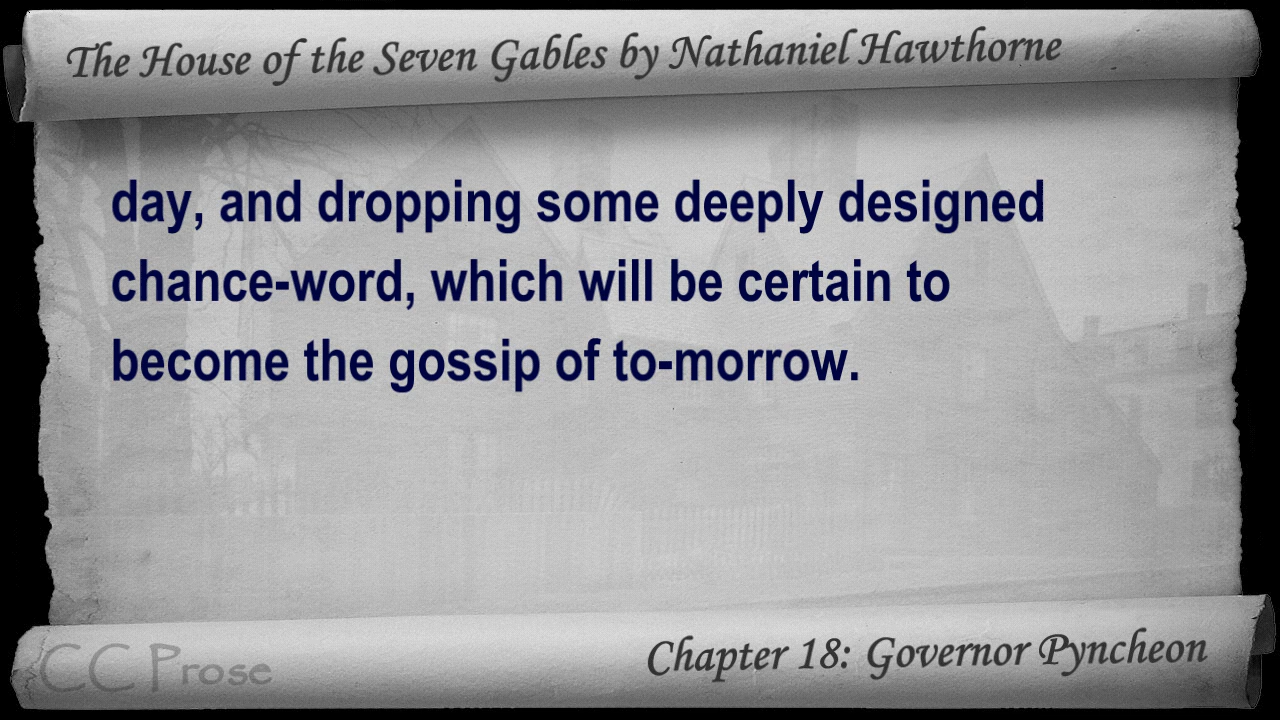 The House of the Seven Gables by Nathaniel Hawthorne
day, and dropping some deeply designed
chance-word, which will be certain to
become the gossip of to-morrow.
CC Prose
Chapter 18: Governor Pyncheon